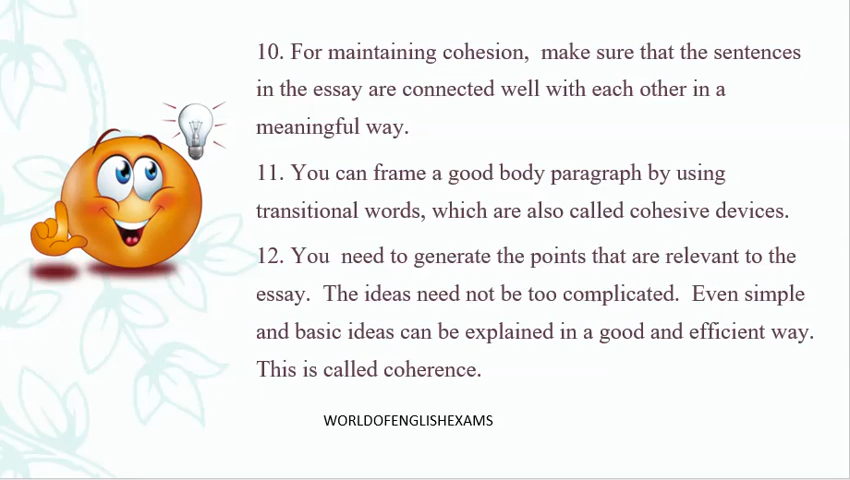 10. For maintaining cohesion,  make sure that the sentences
in the essay are connected well with each other in a
meaningful way.
11. You can frame a good body paragraph by using
transitional words, which are also called cohesive devices.
12. You  need to generate the points that are relevant to the
essay.  The ideas need not be too complicated.  Even simple
and basic ideas can be explained in a good and efficient way.
This is called coherence.
WORLDOFENGLISHEXAMS